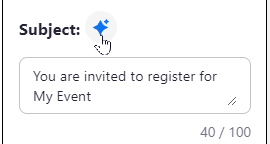 Subject:
You are invited to register for
My Event
40 / 100